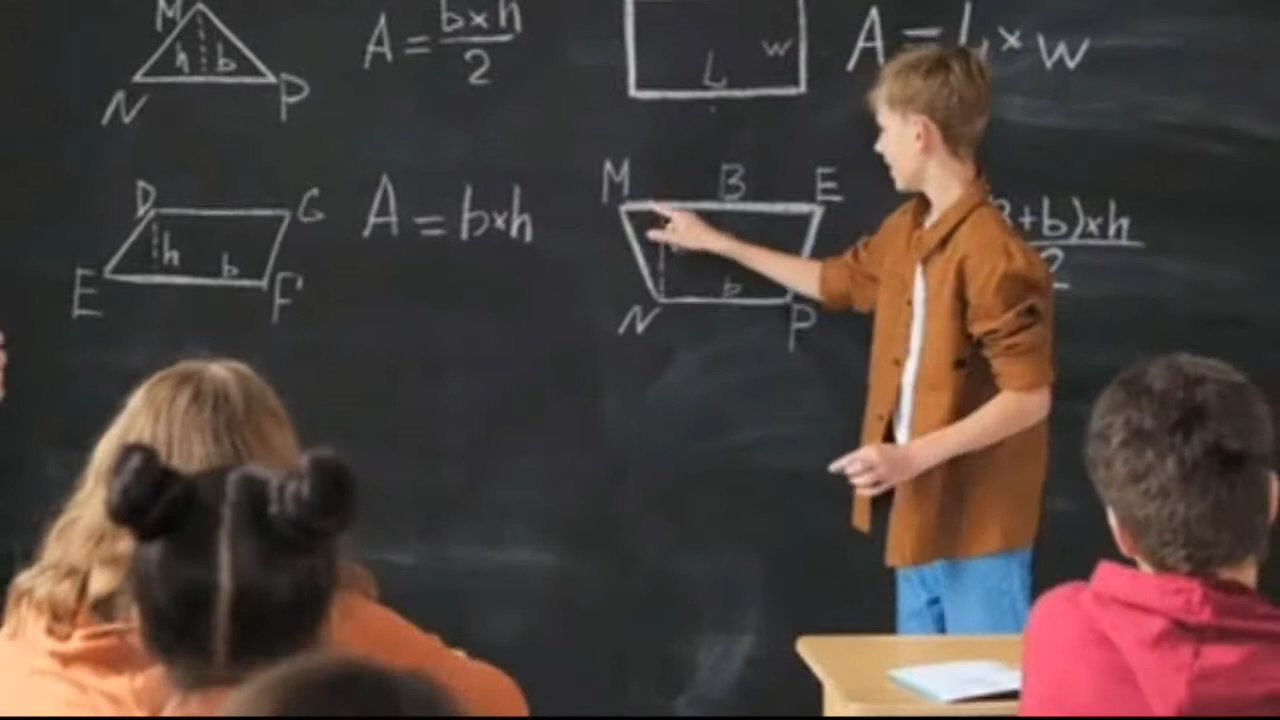 M
h b
N P
A = b×h / 2
L w
A = L × w
D G
h b
E F
A = b×h
M B E
b
N P
B+b)×h / 2